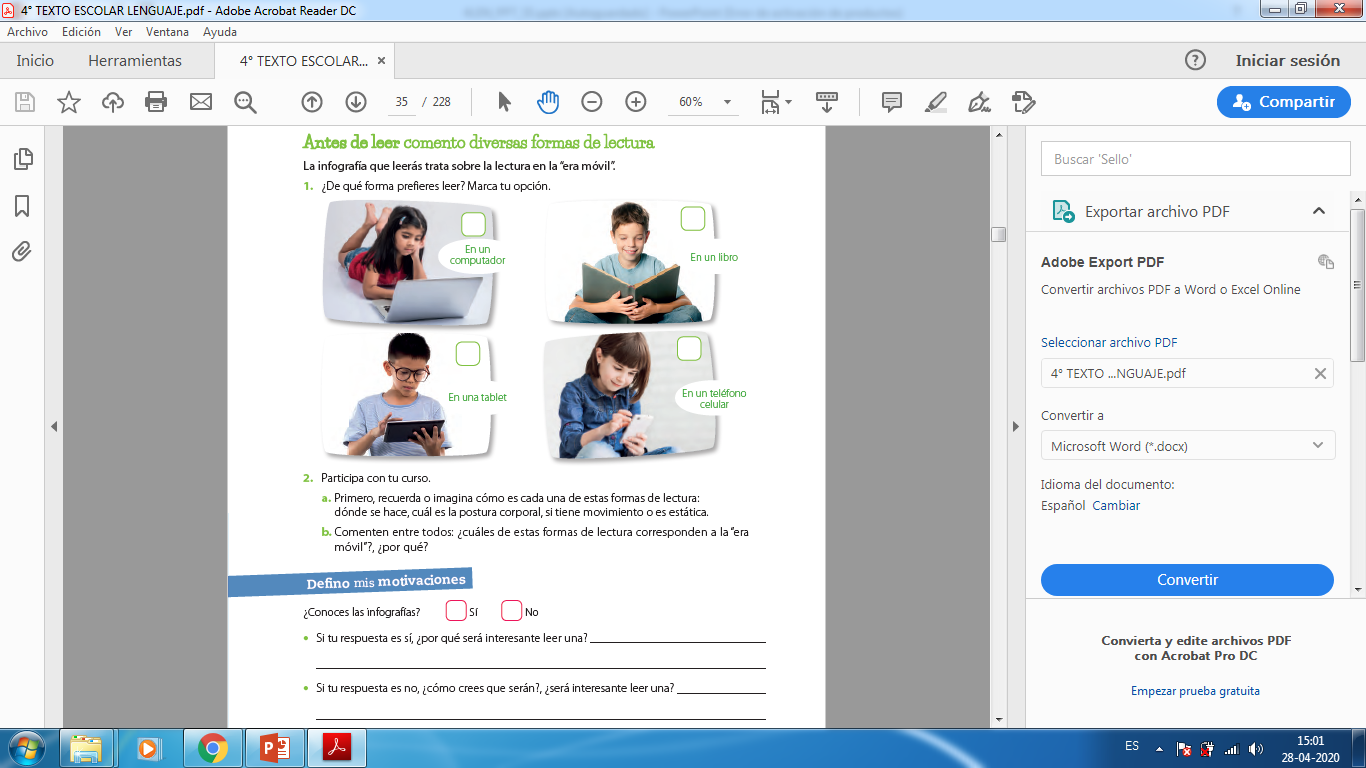 4° TEXTO ESCOLAR LENGUAJE.pdf - Adobe Acrobat Reader DC
Archivo Edición Ver Ventana Ayuda
Inicio Herramientas 4° TEXTO ESCOLAR... × Iniciar sesión
35 / 228 60% Compartir
Antes de leer comento diversas formas de lectura
La infografía que leerás trata sobre la lectura en la “era móvil”.
1. ¿De qué forma prefieres leer? Marca tu opción.
En un
computador
En un libro
En una tablet
En un teléfono
celular
2. Participa con tu curso.
a. Primero, recuerda o imagina cómo es cada una de estas formas de lectura:
dónde se hace, cuál es la postura corporal, si tiene movimiento o es estática.
b. Comenten entre todos: ¿cuáles de estas formas de lectura corresponden a la “era
móvil”?, ¿por qué?
Defino mis motivaciones
¿Conoces las infografías? Sí No
• Si tu respuesta es sí, ¿por qué será interesante leer una?
• Si tu respuesta es no, ¿cómo crees que serán?, ¿será interesante leer una?
Buscar 'Sello'
Exportar archivo PDF
Adobe Export PDF
Convertir archivos PDF a Word o Excel Online
Seleccionar archivo PDF
4° TEXTO ...NGUAJE.pdf
Convertir a
Microsoft Word (*.docx)
Idioma del documento:
Español Cambiar
Convertir
Convierta y edite archivos PDF
con Acrobat Pro DC
Empezar prueba gratuita
ES
15:01
28-04-2020